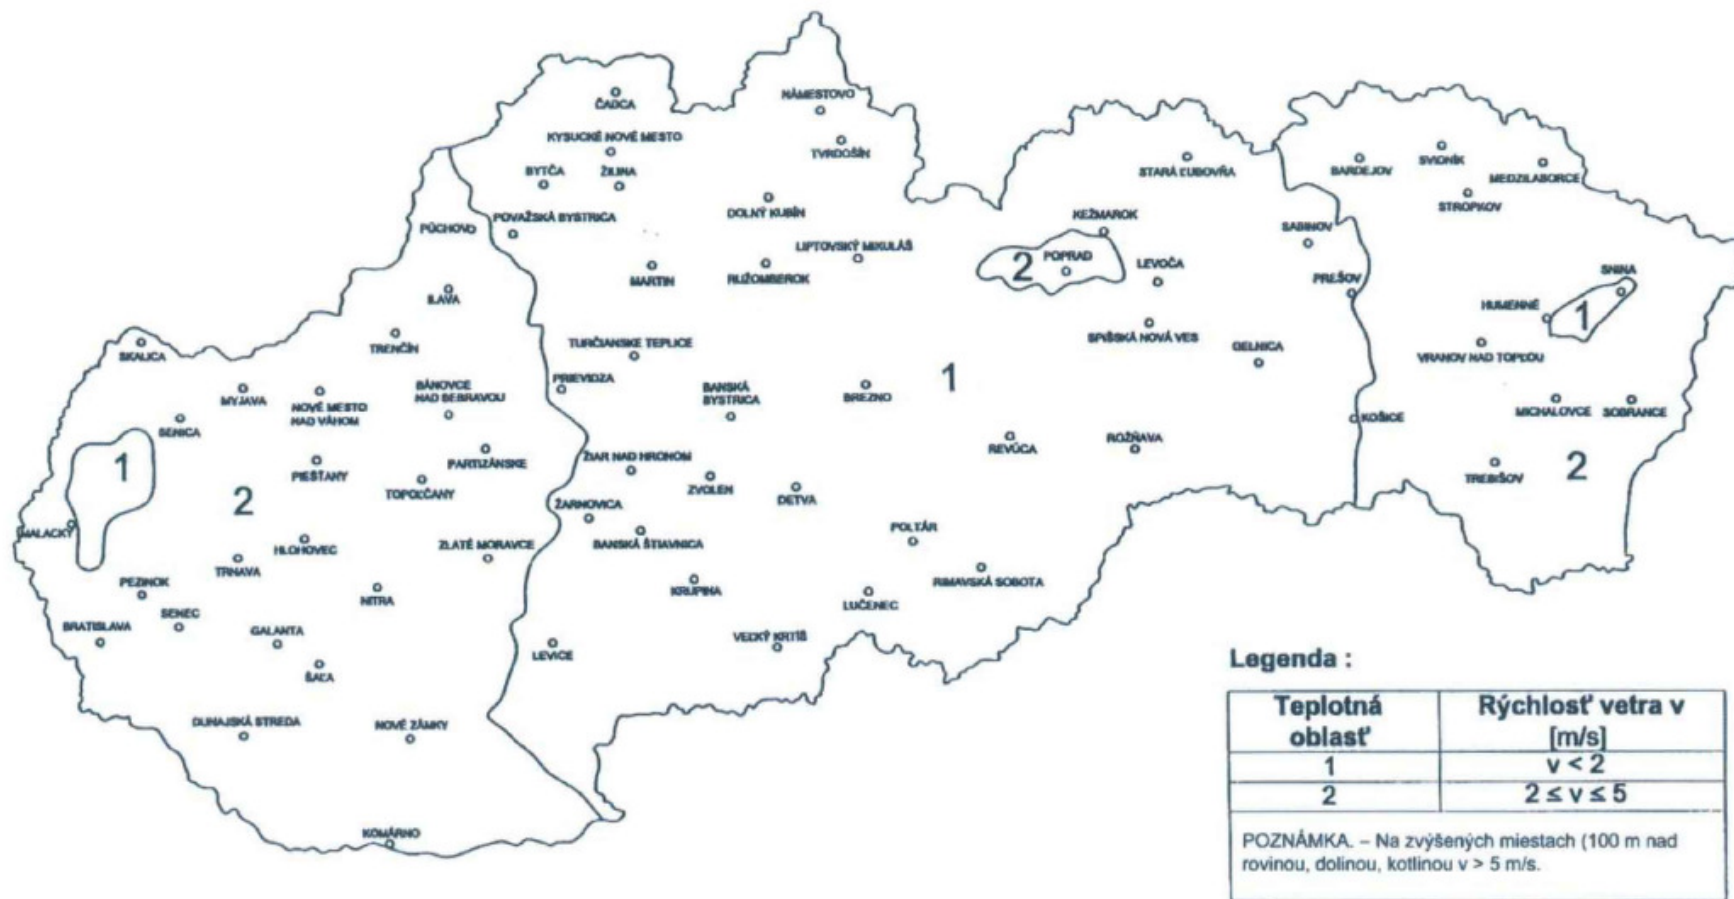 ČADCA
NÁMESTOVO
KYSUCKÉ NOVÉ MESTO
TVRDOŠÍN
BYTČA
ŽILINA
STARÁ ĽUBOVŇA
BARDEJOV
SVIDNÍK
MEDZILABORCE
STROPKOV
DOLNÝ KUBÍN
POVAŽSKÁ BYSTRICA
PÚCHOVO
KEŽMAROK
SABINOV
LIPTOVSKÝ MIKULÁŠ
POPRAD
2
LEVOČA
MARTIN
RUŽOMBEROK
PREŠOV
SNINA
ILAVA
HUMENNÉ
1
SKALICA
TRENČÍN
TURČIANSKE TEPLICE
SPIŠSKÁ NOVÁ VES
GELNICA
VRANOV NAD TOPĽOU
PRIEVIDZA
1
BÁNOVCE
NAD BEBRAVOU
BANSKÁ
BYSTRICA
BREZNO
MYJAVA
NOVÉ MESTO
NAD VÁHOM
MICHALOVCE
SOBRANCE
SENICA
KOŠICE
REVÚCA
ROŽŇAVA
1
PARTIZÁNSKE
ŽIAR NAD HRONOM
PIEŠŤANY
2
TOPOĽČANY
ZVOLEN
DETVA
TREBIŠOV
2
ŽARNOVICA
MALACKY
POLTÁR
HLOHOVEC
ZLATÉ MORAVCE
BANSKÁ ŠTIAVNICA
TRNAVA
PEZINOK
RIMAVSKÁ SOBOTA
NITRA
KRUPINA
LUČENEC
SENEC
BRATISLAVA
GALANTA
VEĽKÝ KRTÍŠ
LEVICE
ŠAĽA
DUNAJSKÁ STREDA
NOVÉ ZÁMKY
KOMÁRNO
Legenda :
Teplotná oblasť
Rýchlosť vetra v [m/s]
1 v < 2
2 2 ≤ v ≤ 5
POZNÁMKA. – Na zvýšených miestach (100 m nad
rovinou, dolinou, kotlinou v > 5 m/s.